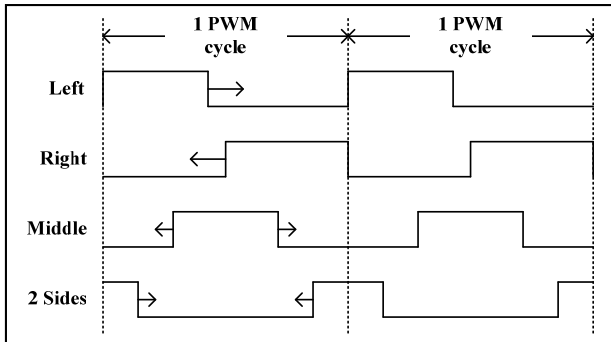 1 PWM
cycle
1 PWM
cycle
Left
Right
Middle
2 Sides